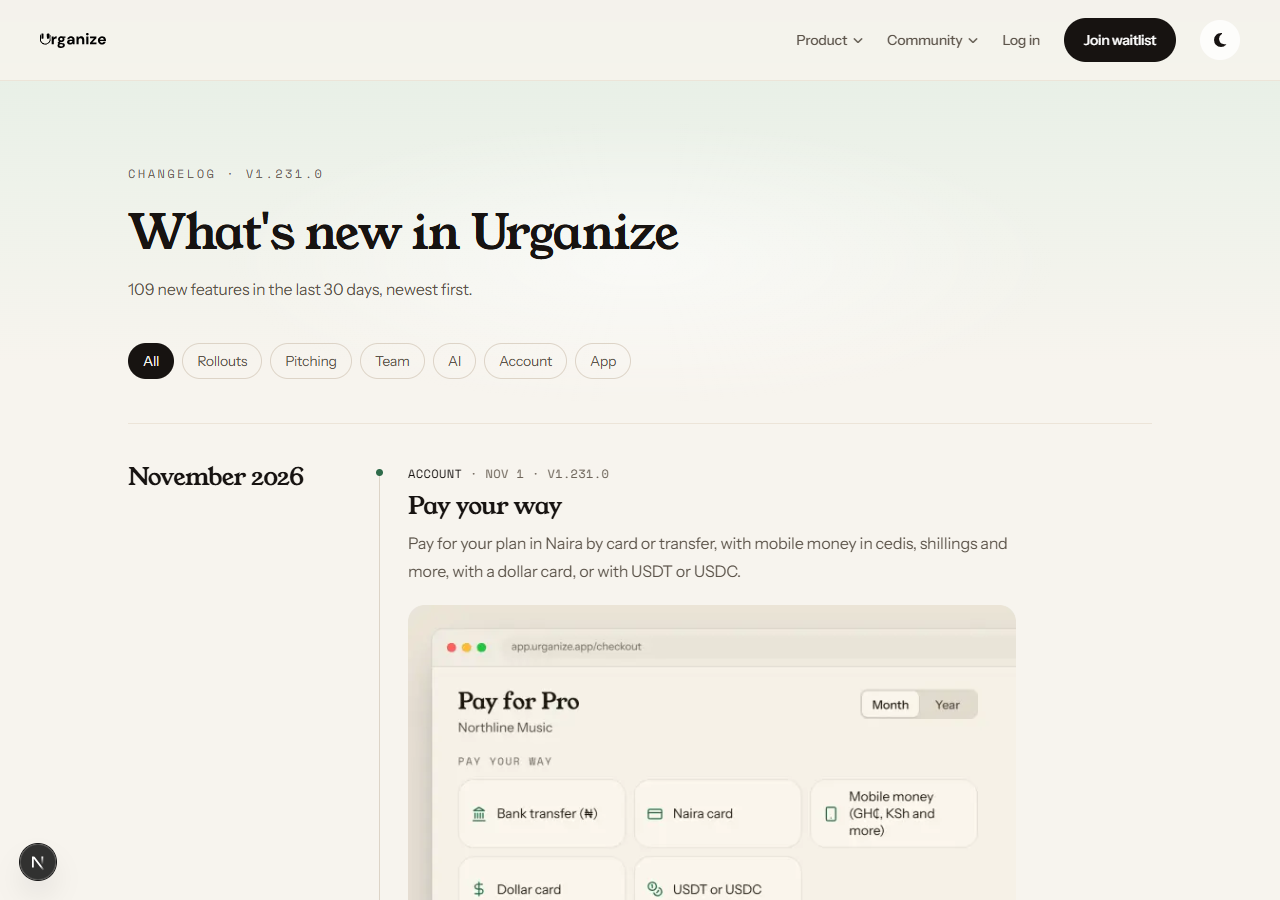 Urganize
Product
Community
Log in
Join waitlist
CHANGELOG · V1.231.0
What's new in Urganize
109 new features in the last 30 days, newest first.
All
Rollouts
Pitching
Team
AI
Account
App
November 2026
ACCOUNT · NOV 1 · V1.231.0
Pay your way
Pay for your plan in Naira by card or transfer, with mobile money in cedis, shillings and
more, with a dollar card, or with USDT or USDC.
app.urganize.app/checkout
Pay for Pro
Month
Year
Northline Music
PAY YOUR WAY
Bank transfer (₦)
Naira card
Mobile money
(GH₵, KSh and
more)
Dollar card
USDT or USDC
N